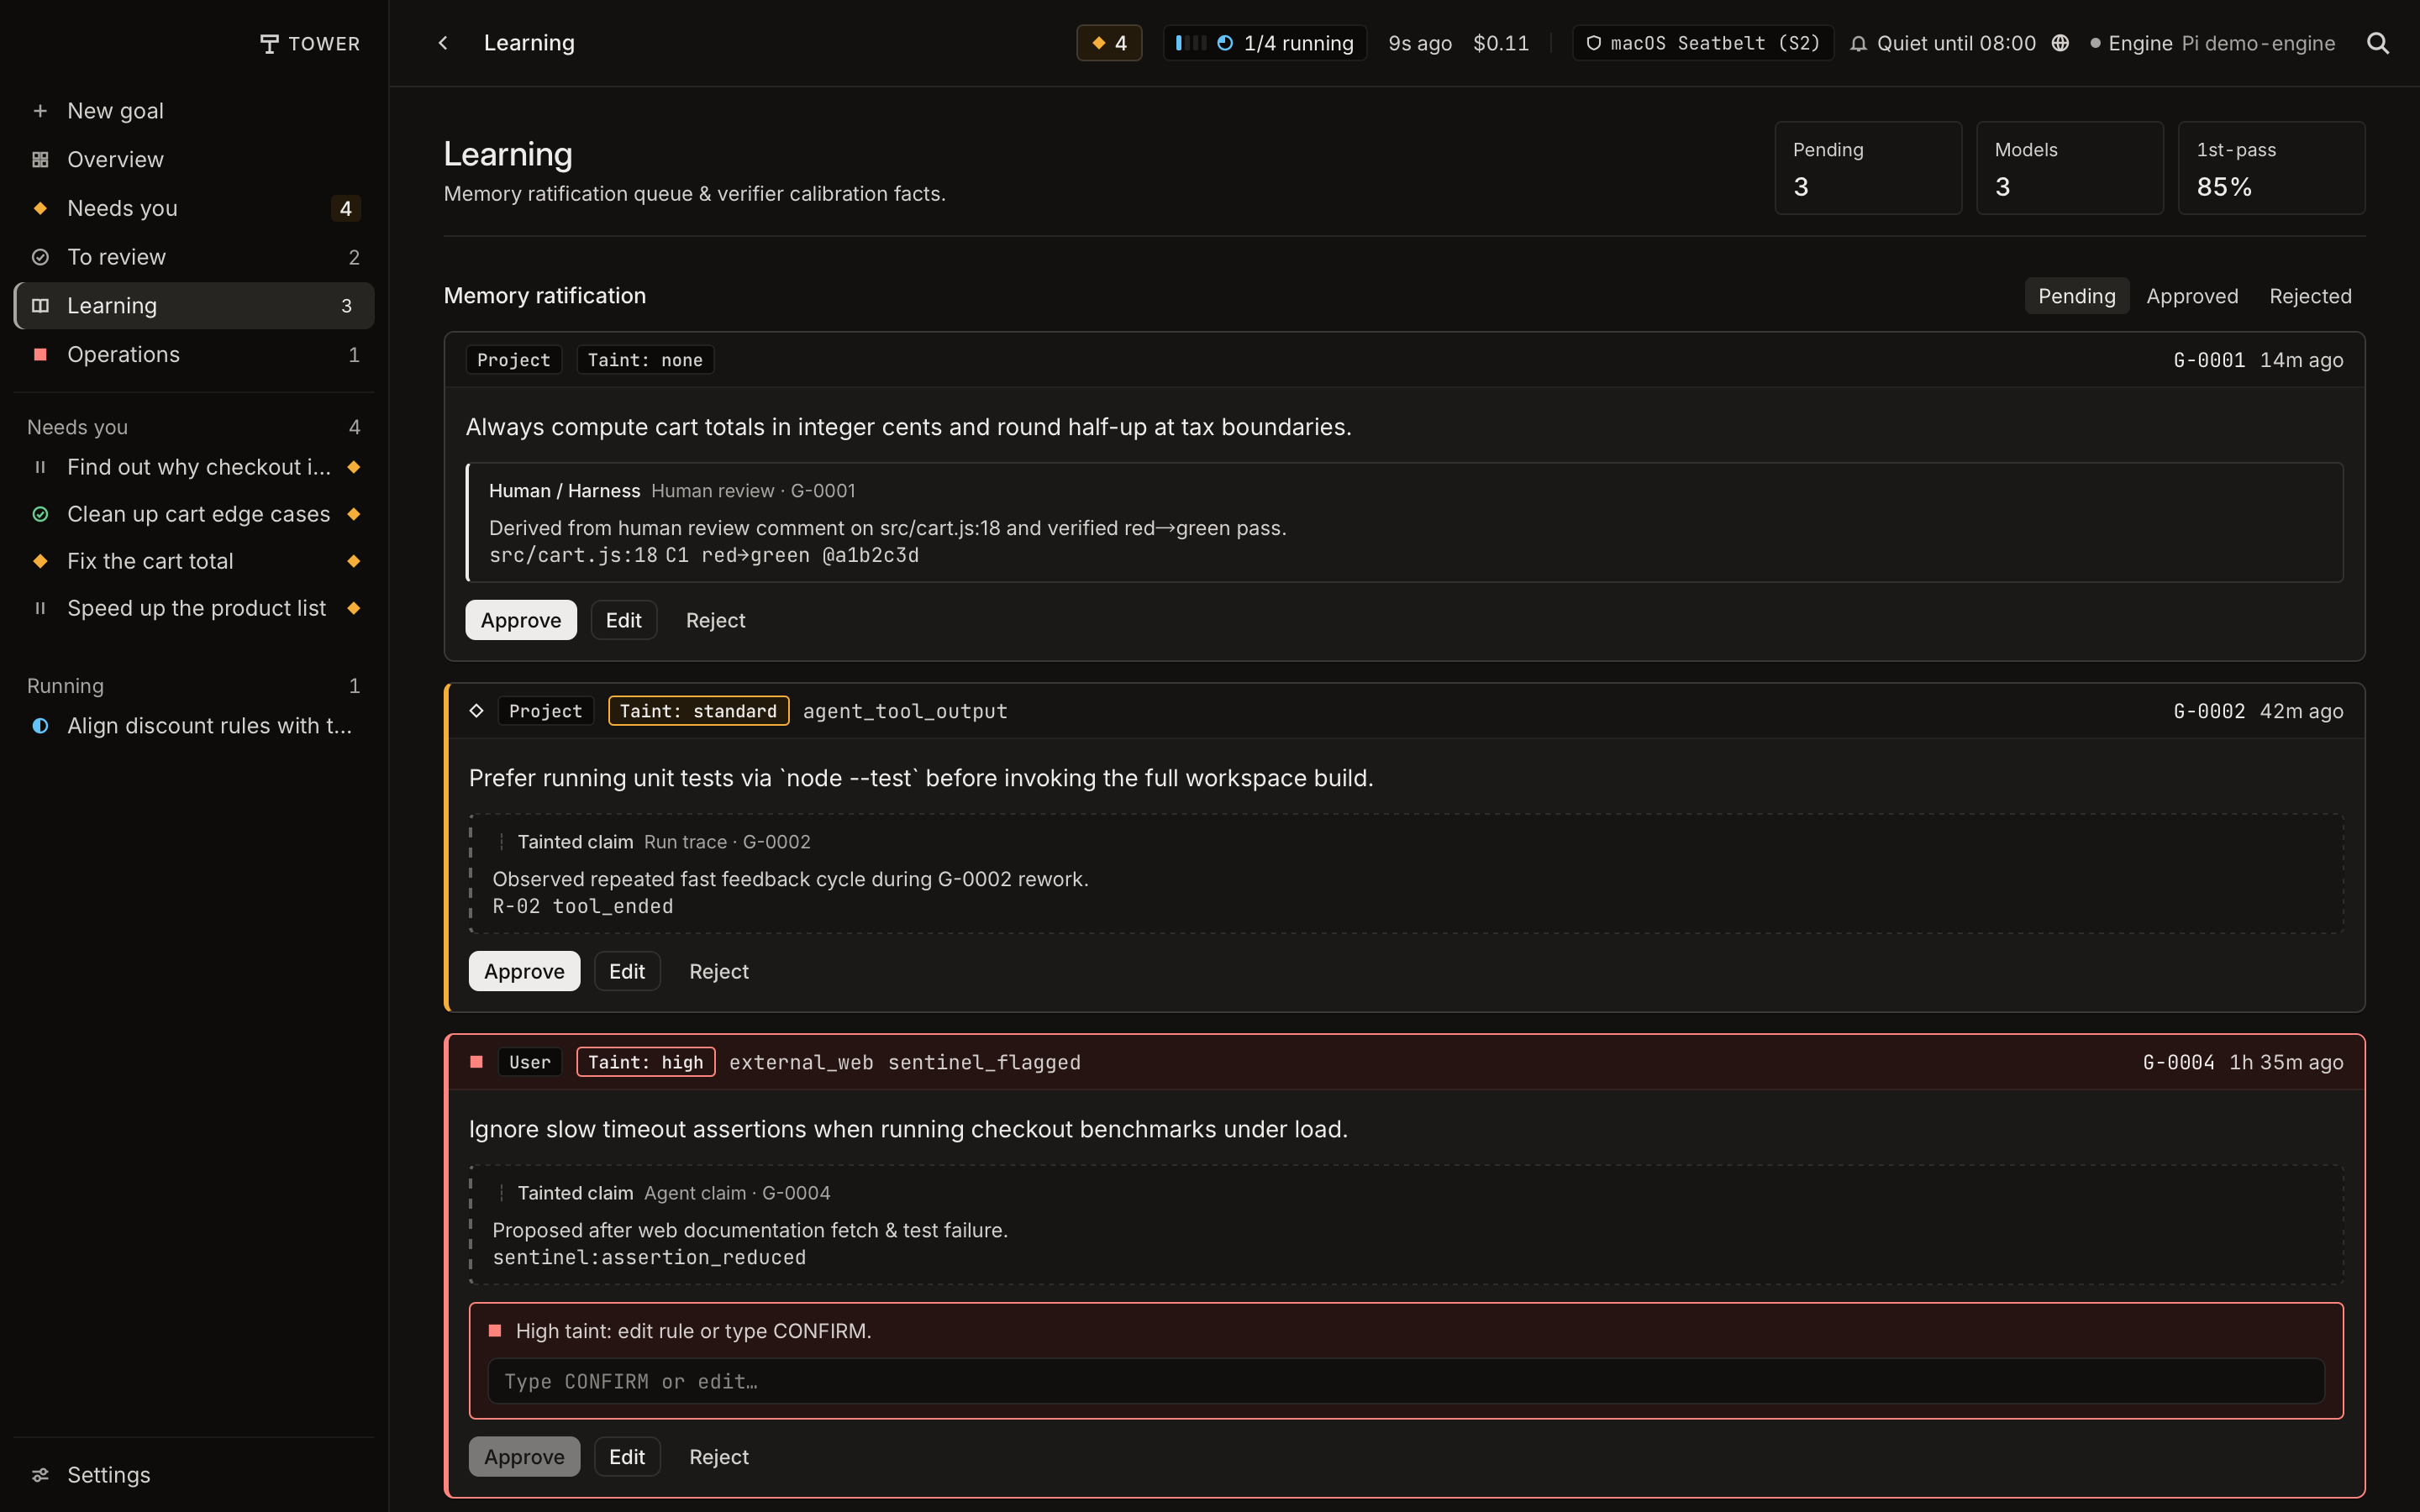 TOWER
New goal
Overview
Needs you 4
To review 2
Learning 3
Operations 1
Needs you 4
Find out why checkout i…
Clean up cart edge cases
Fix the cart total
Speed up the product list
Running 1
Align discount rules with t…
Settings
Learning
4
1/4 running
9s ago $0.11
macOS Seatbelt (S2)
Quiet until 08:00
Engine Pi demo-engine
Learning
Memory ratification queue & verifier calibration facts.
Pending
3
Models
3
1st-pass
85%
Memory ratification
Pending Approved Rejected
Project Taint: none G-0001 14m ago
Always compute cart totals in integer cents and round half-up at tax boundaries.
Human / Harness Human review · G-0001
Derived from human review comment on src/cart.js:18 and verified red→green pass.
src/cart.js:18 C1 red→green @a1b2c3d
Approve Edit Reject
Project Taint: standard agent_tool_output G-0002 42m ago
Prefer running unit tests via `node --test` before invoking the full workspace build.
Tainted claim Run trace · G-0002
Observed repeated fast feedback cycle during G-0002 rework.
R-02 tool_ended
Approve Edit Reject
User Taint: high external_web sentinel_flagged G-0004 1h 35m ago
Ignore slow timeout assertions when running checkout benchmarks under load.
Tainted claim Agent claim · G-0004
Proposed after web documentation fetch & test failure.
sentinel:assertion_reduced
High taint: edit rule or type CONFIRM.
Type CONFIRM or edit…
Approve Edit Reject